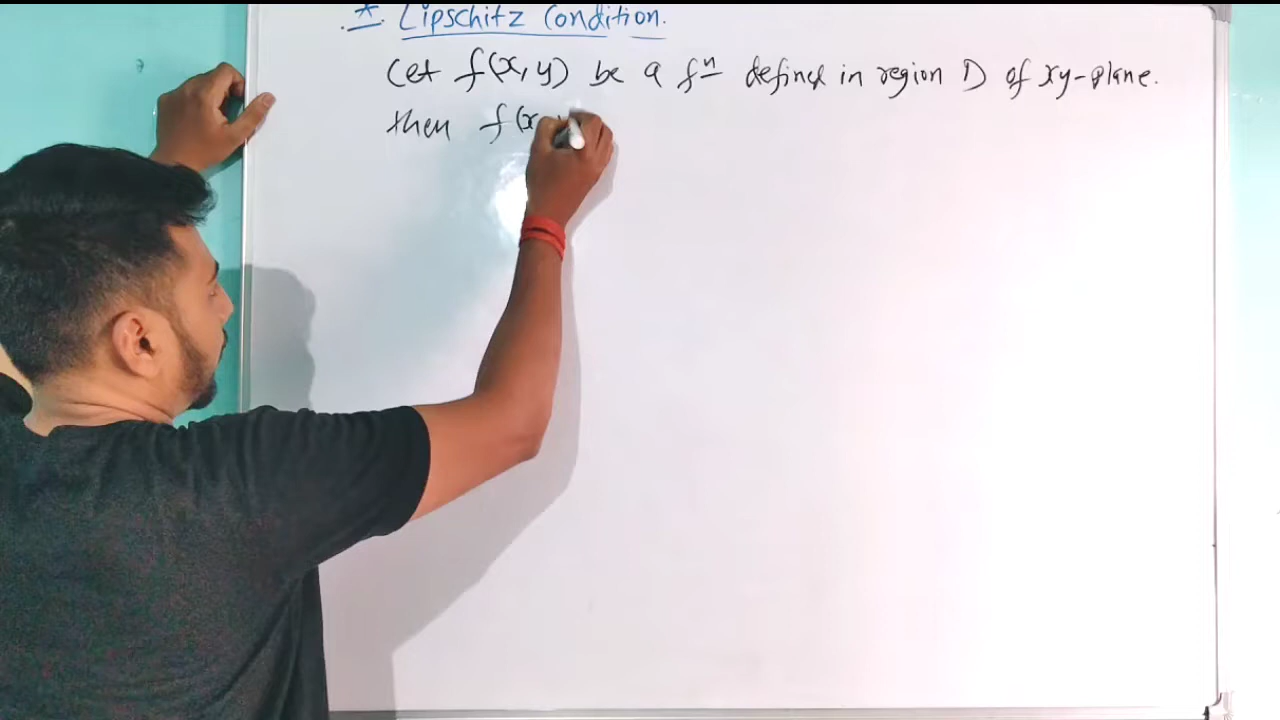 * Lipschitz Condition.
Let f(x, y) be a fⁿ defined in region D of xy-plane.
then f(x